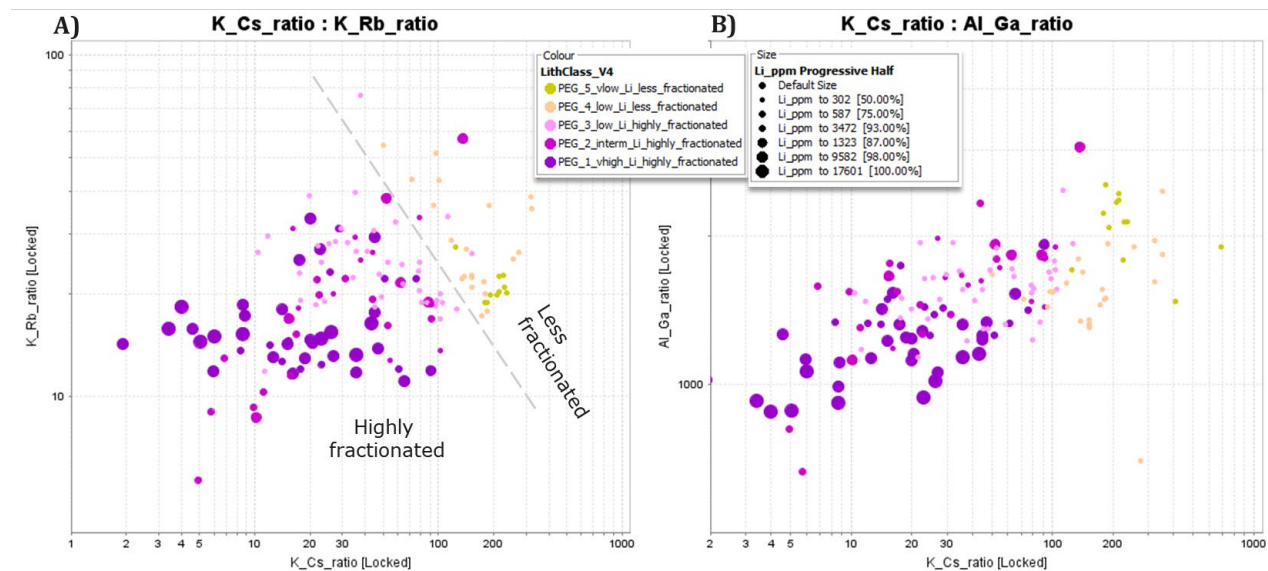 A)
K_Cs_ratio : K_Rb_ratio
B)
K_Cs_ratio : Al_Ga_ratio
Colour
LithClass_V4
PEG_5_vlow_Li_less_fractionated
PEG_4_low_Li_less_fractionated
PEG_3_low_Li_highly_fractionated
PEG_2_interm_Li_highly_fractionated
PEG_1_vhigh_Li_highly_fractionated
Size
Li_ppm Progressive Half
Default Size
Li_ppm to 302 [50.00%]
Li_ppm to 587 [75.00%]
Li_ppm to 3472 [93.00%]
Li_ppm to 1323 [87.00%]
Li_ppm to 9582 [98.00%]
Li_ppm to 17601 [100.00%]
K_Rb_ratio [Locked]
100
10
Less
fractionated
Highly
fractionated
1 2 3 4 5 10 20 30 100 200 1000
K_Cs_ratio [Locked]
Al_Ga_ratio [Locked]
1000
2 3 4 5 10 20 30 100 200 1000
K_Cs_ratio [Locked]